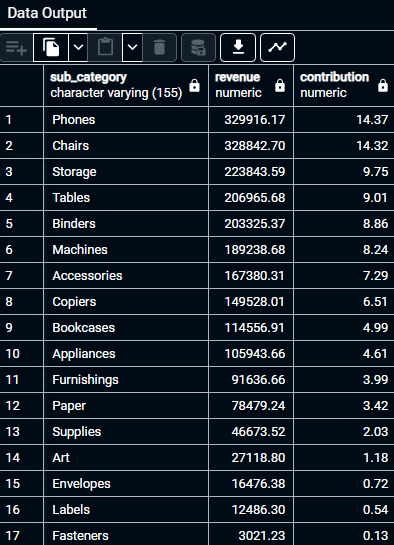 Data Output
sub_category revenue contribution
character varying (155) numeric numeric
1 Phones 329916.17 14.37
2 Chairs 328842.70 14.32
3 Storage 223843.59 9.75
4 Tables 206965.68 9.01
5 Binders 203325.37 8.86
6 Machines 189238.68 8.24
7 Accessories 167380.31 7.29
8 Copiers 149528.01 6.51
9 Bookcases 114556.91 4.99
10 Appliances 105943.66 4.61
11 Furnishings 91636.66 3.99
12 Paper 78479.24 3.42
13 Supplies 46673.52 2.03
14 Art 27118.80 1.18
15 Envelopes 16476.38 0.72
16 Labels 12486.30 0.54
17 Fasteners 3021.23 0.13